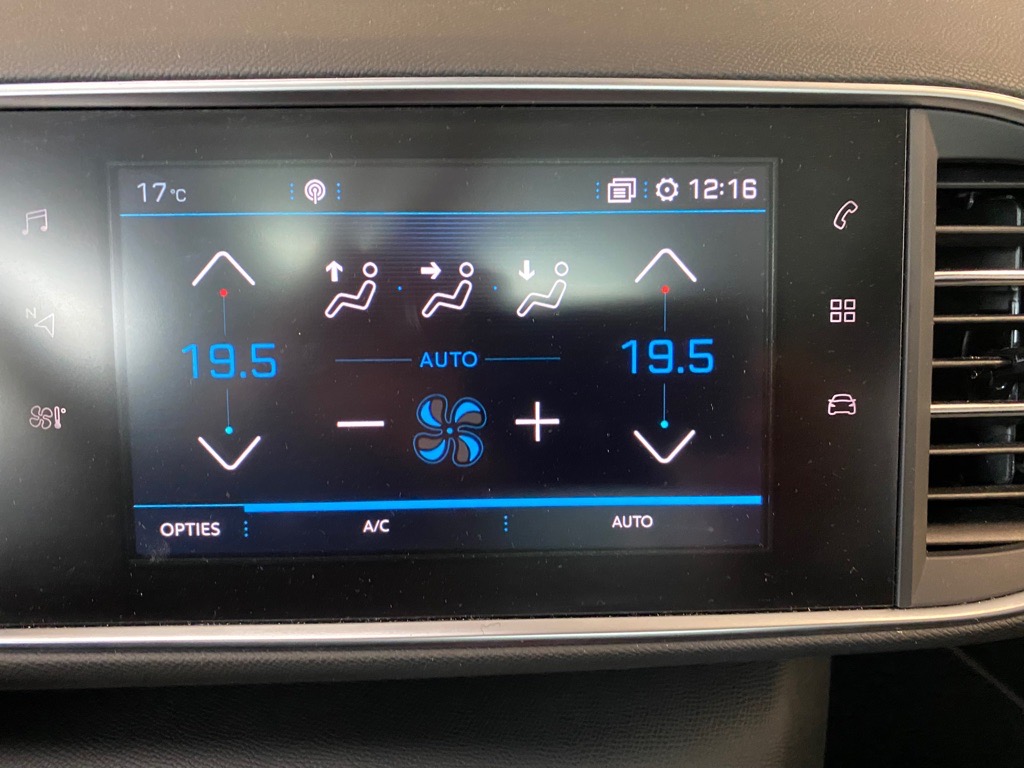 17°C 12:16
N
19.5 AUTO 19.5
OPTIES A/C AUTO